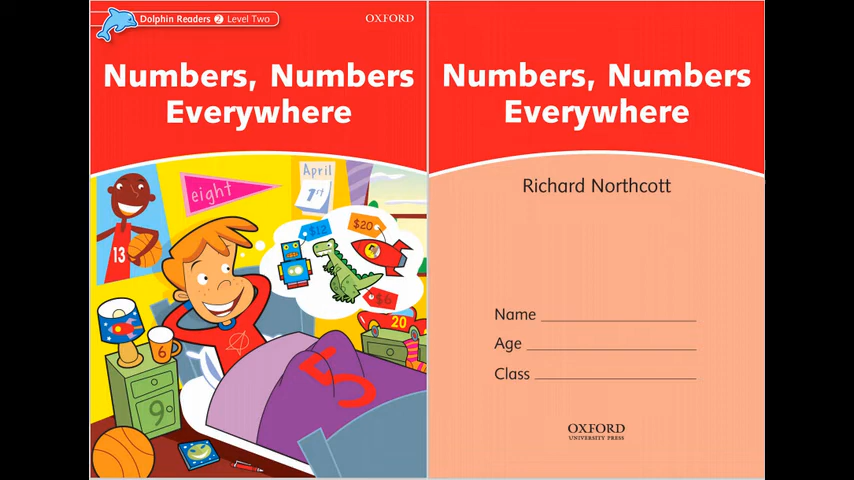 Dolphin Readers 2 Level Two
OXFORD
Numbers, Numbers
Everywhere
eight
April
1st
13
$12
$20
$6
20
6
5
9
Numbers, Numbers
Everywhere
Richard Northcott
Name
Age
Class
OXFORD
UNIVERSITY PRESS